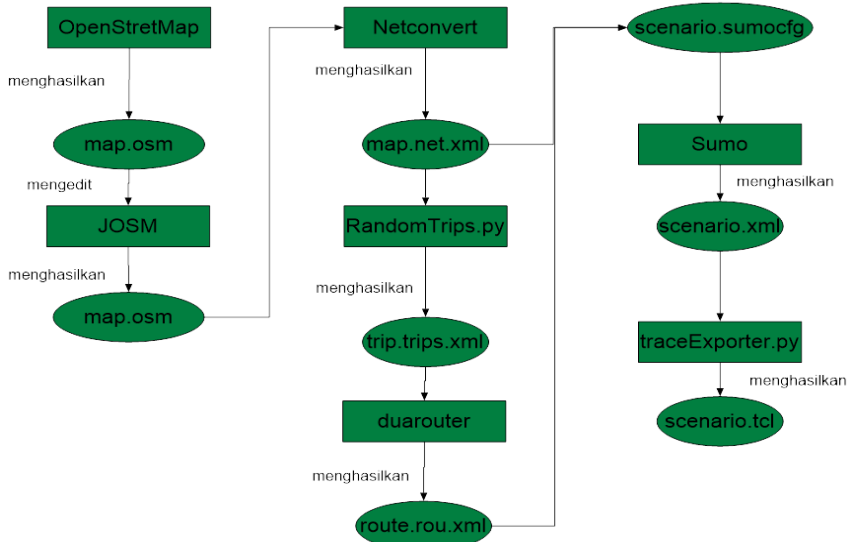 OpenStretMap
menghasilkan
map.osm
mengedit
JOSM
menghasilkan
map.osm
Netconvert
menghasilkan
map.net.xml
RandomTrips.py
menghasilkan
trip.trips.xml
duarouter
menghasilkan
route.rou.xml
scenario.sumocfg
Sumo
menghasilkan
scenario.xml
traceExporter.py
menghasilkan
scenario.tcl